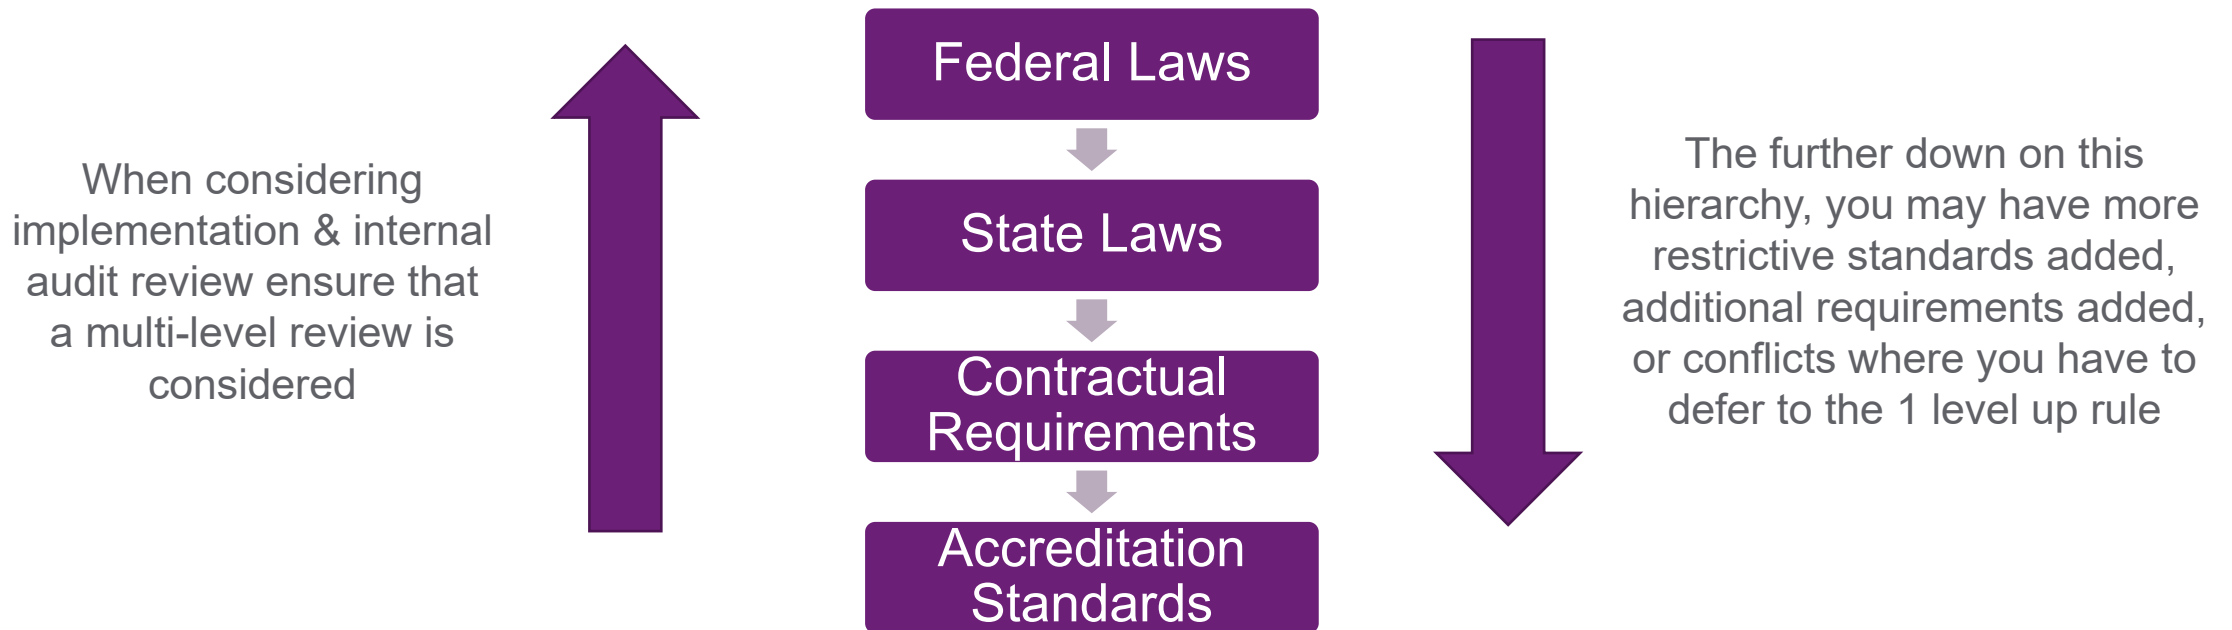 When considering
implementation & internal
audit review ensure that
a multi-level review is
considered
Federal Laws
State Laws
Contractual
Requirements
Accreditation
Standards
The further down on this
hierarchy, you may have more
restrictive standards added,
additional requirements added,
or conflicts where you have to
defer to the 1 level up rule